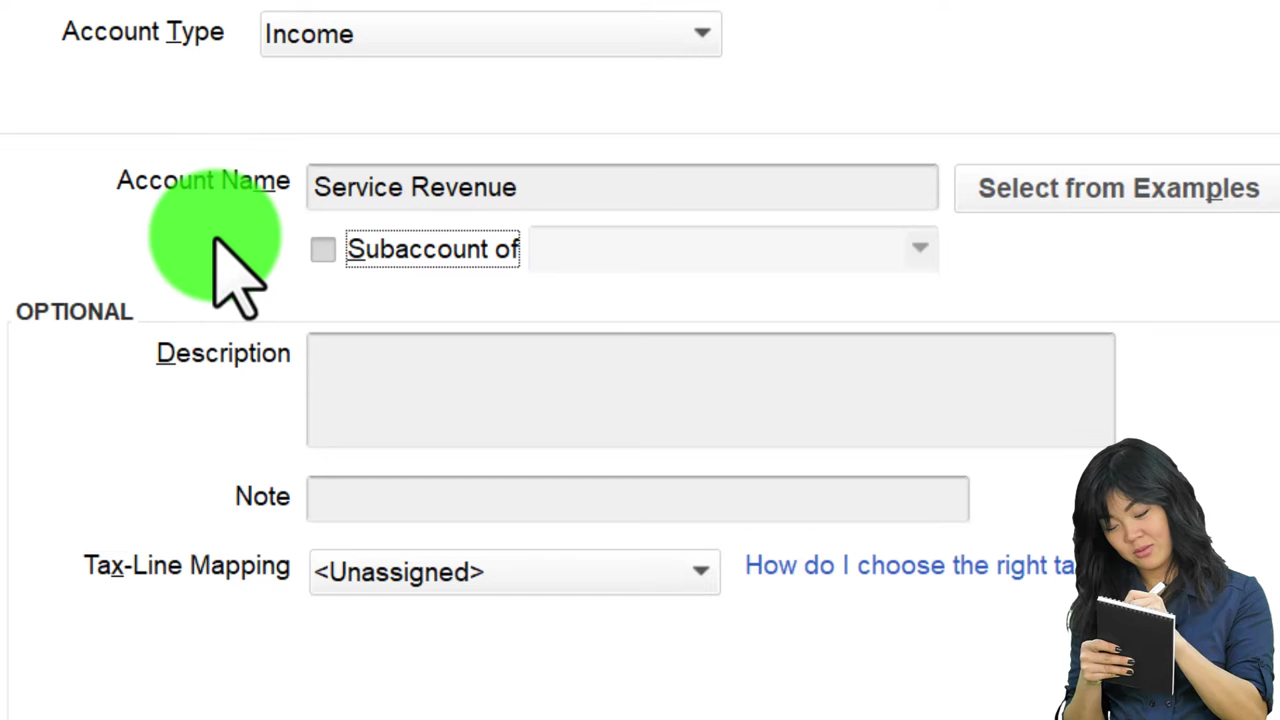 Account Type Income
Account Name Service Revenue Select from Examples
Subaccount of
OPTIONAL
Description
Note
Tax-Line Mapping <Unassigned> How do I choose the right ta